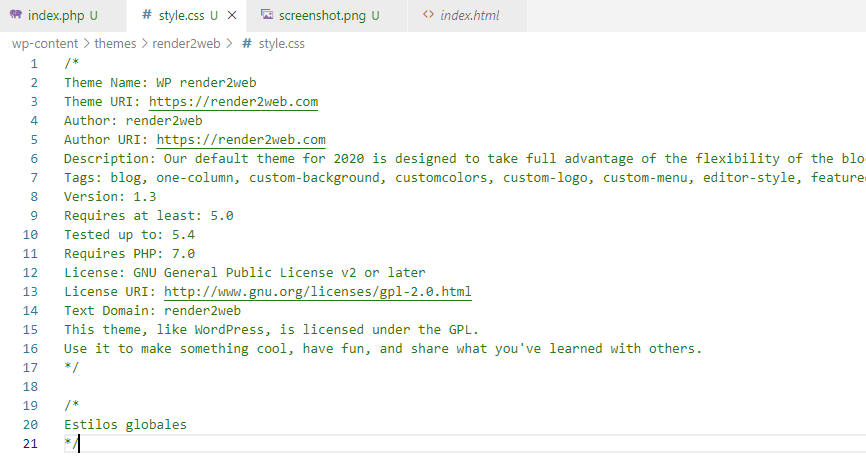 index.php U
# style.css U ×
screenshot.png U
<> index.html
wp-content > themes > render2web > # style.css
1 /*
2 Theme Name: WP render2web
3 Theme URI: https://render2web.com
4 Author: render2web
5 Author URI: https://render2web.com
6 Description: Our default theme for 2020 is designed to take full advantage of the flexibility of the blo
7 Tags: blog, one-column, custom-background, customcolors, custom-logo, custom-menu, editor-style, feature
8 Version: 1.3
9 Requires at least: 5.0
10 Tested up to: 5.4
11 Requires PHP: 7.0
12 License: GNU General Public License v2 or later
13 License URI: http://www.gnu.org/licenses/gpl-2.0.html
14 Text Domain: render2web
15 This theme, like WordPress, is licensed under the GPL.
16 Use it to make something cool, have fun, and share what you've learned with others.
17 */
18
19 /*
20 Estilos globales
21 */